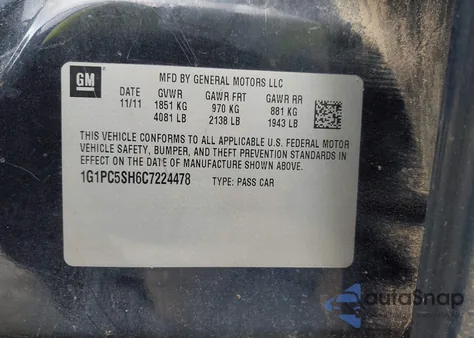 GM
MFD BY GENERAL MOTORS LLC
DATE GVWR GAWR FRT GAWR RR
11/11 1851 KG 970 KG 881 KG
4081 LB 2138 LB 1943 LB
THIS VEHICLE CONFORMS TO ALL APPLICABLE U.S. FEDERAL MOTOR
VEHICLE SAFETY, BUMPER, AND THEFT PREVENTION STANDARDS IN
EFFECT ON THE DATE OF MANUFACTURE SHOWN ABOVE.
1G1PC5SH6C7224478 TYPE: PASS CAR
autoSnap